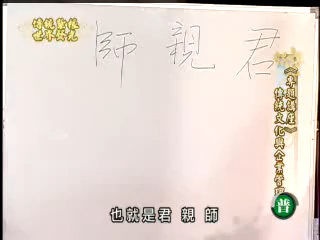 君 親 師
《專題講座》
傳統文化與企業管理
普
也就是君 親 師